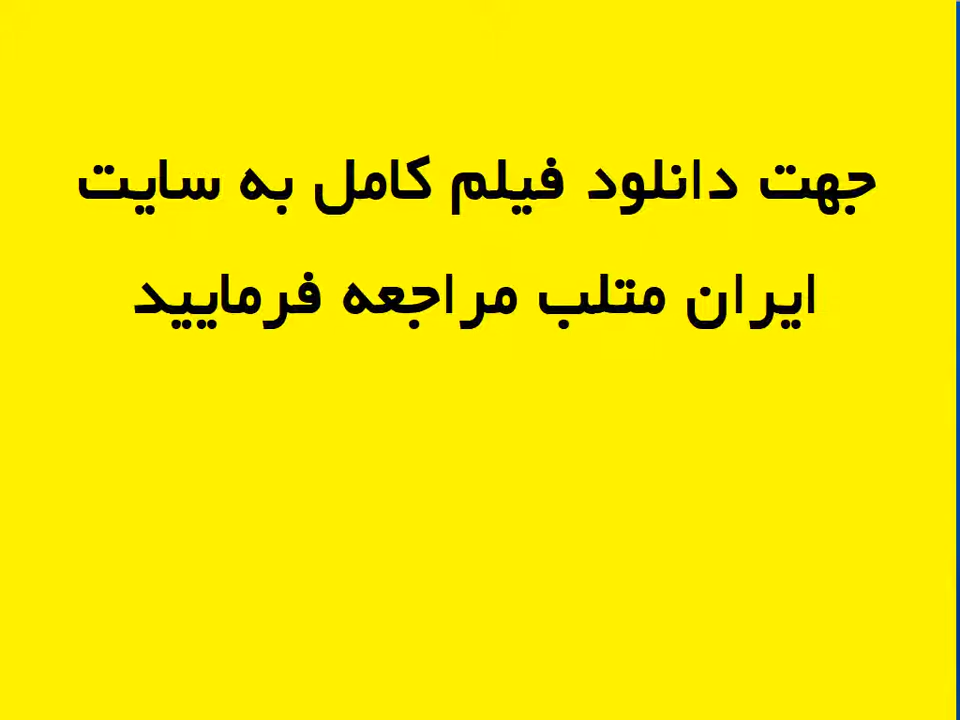 جهت دانلود فیلم کامل به سایت
ایران متلب مراجعه فرمایید